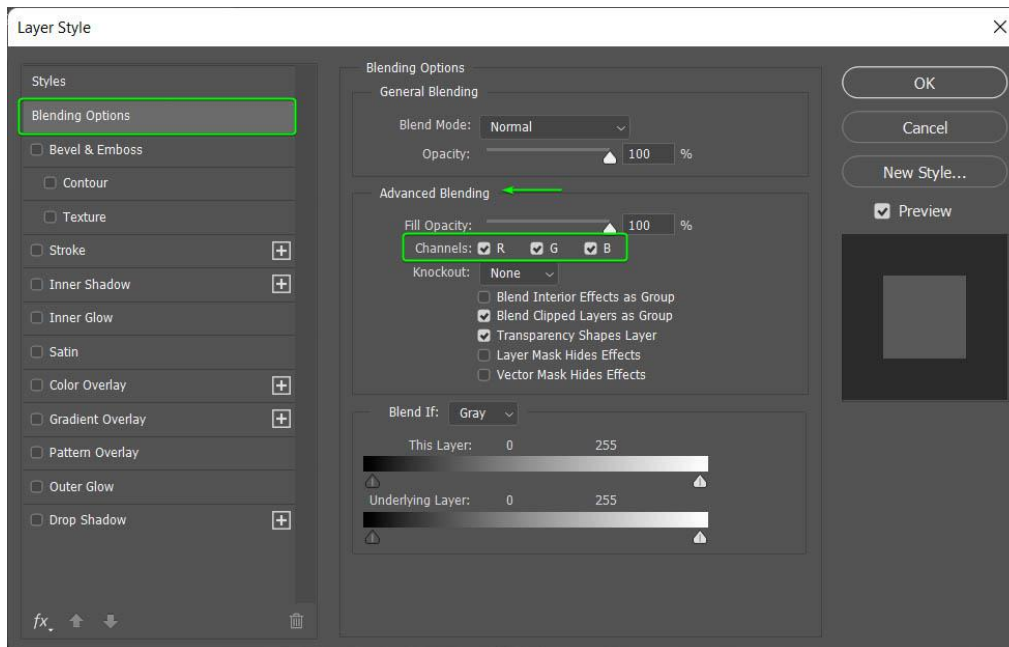 Layer Style
Styles
Blending Options
Bevel & Emboss
Contour
Texture
Stroke
Inner Shadow
Inner Glow
Satin
Color Overlay
Gradient Overlay
Pattern Overlay
Outer Glow
Drop Shadow
fx
Blending Options
General Blending
Blend Mode: Normal
Opacity: 100 %
Advanced Blending
Fill Opacity: 100 %
Channels: R G B
Knockout: None
Blend Interior Effects as Group
Blend Clipped Layers as Group
Transparency Shapes Layer
Layer Mask Hides Effects
Vector Mask Hides Effects
Blend If: Gray
This Layer: 0 255
Underlying Layer: 0 255
OK
Cancel
New Style...
Preview